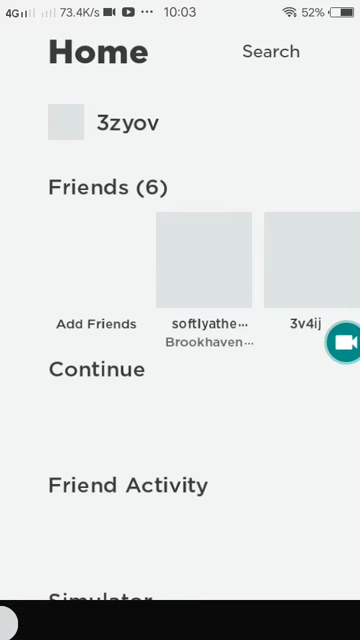 4G 73.4K/s ··· 10:03 52%
Home Search
3zyov
Friends (6)
Add Friends softlyathe··· 3v4ij
Brookhaven···
Continue
Friend Activity
Simulator